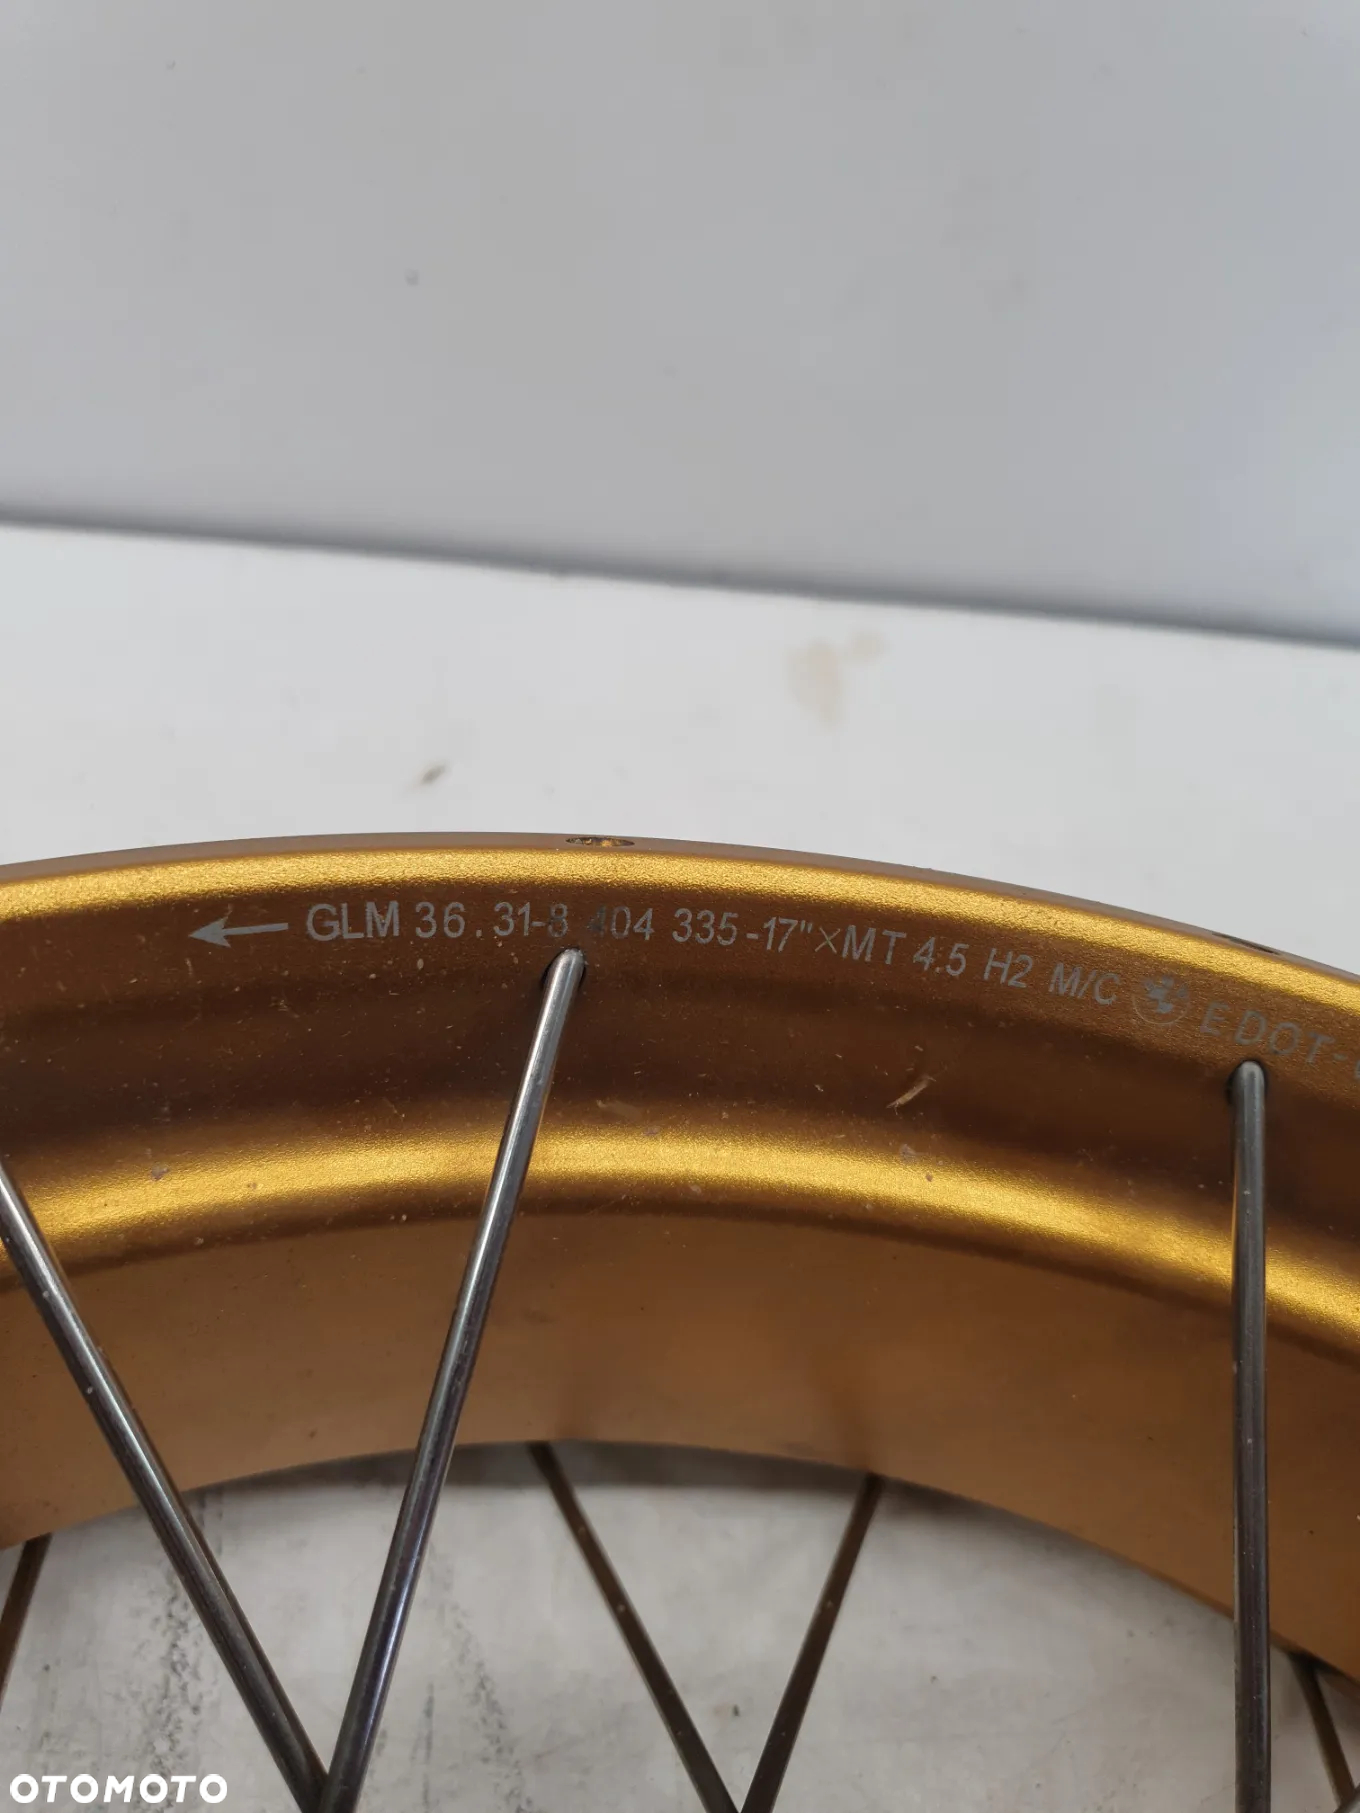 GLM 36.31-8 404 335-17"×MT 4.5 H2 M/C E DOT-
OTOMOTO